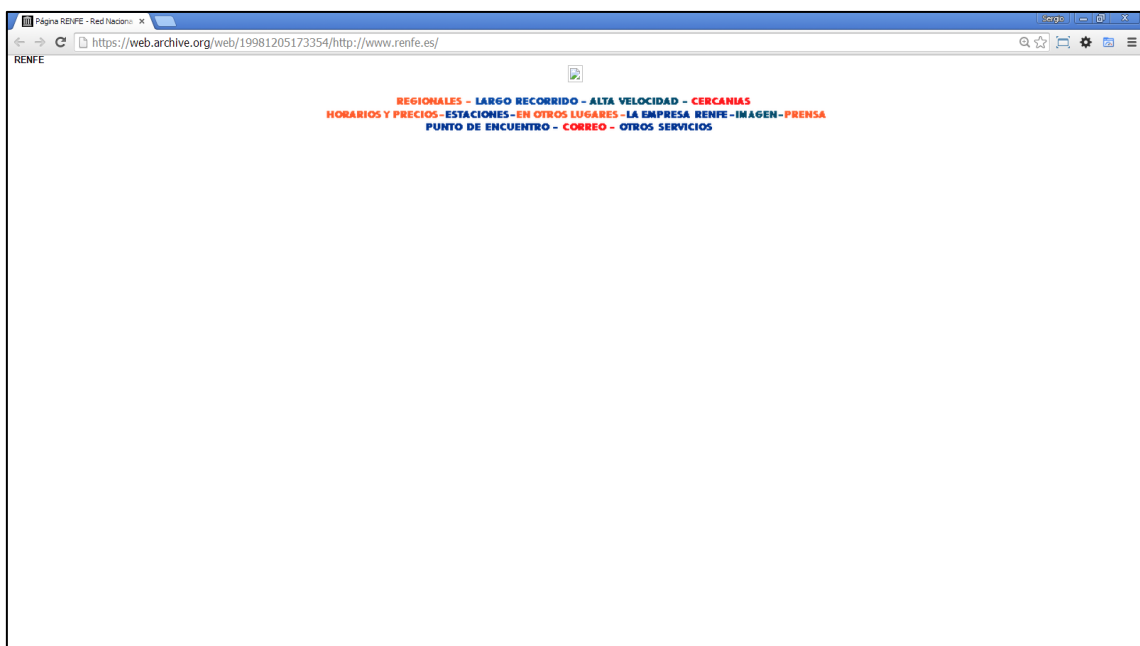 Página RENFE - Red Naciona
Sergio
https://web.archive.org/web/19981205173354/http://www.renfe.es/
RENFE
REGIONALES - LARGO RECORRIDO - ALTA VELOCIDAD - CERCANIAS
HORARIOS Y PRECIOS-ESTACIONES-EN OTROS LUGARES-LA EMPRESA RENFE-IMAGEN-PRENSA
PUNTO DE ENCUENTRO - CORREO - OTROS SERVICIOS